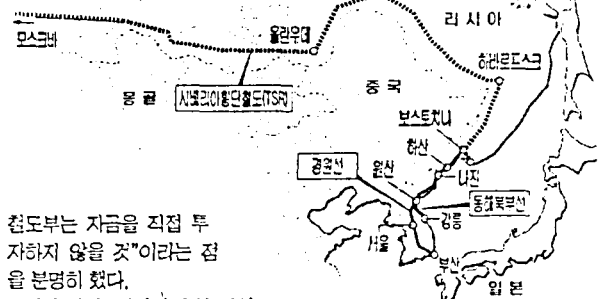 러시아
모스크바
울란우데
하바로프스크
시베리아횡단철도(TSR)
몽골
중국
보스토치니
하산
나진
경원선
원산
동해북부선
강릉
서울
부산
일본
철도부는 자금을 직접 투
자하지 않을 것”이라는 점
을 분명히 했다.